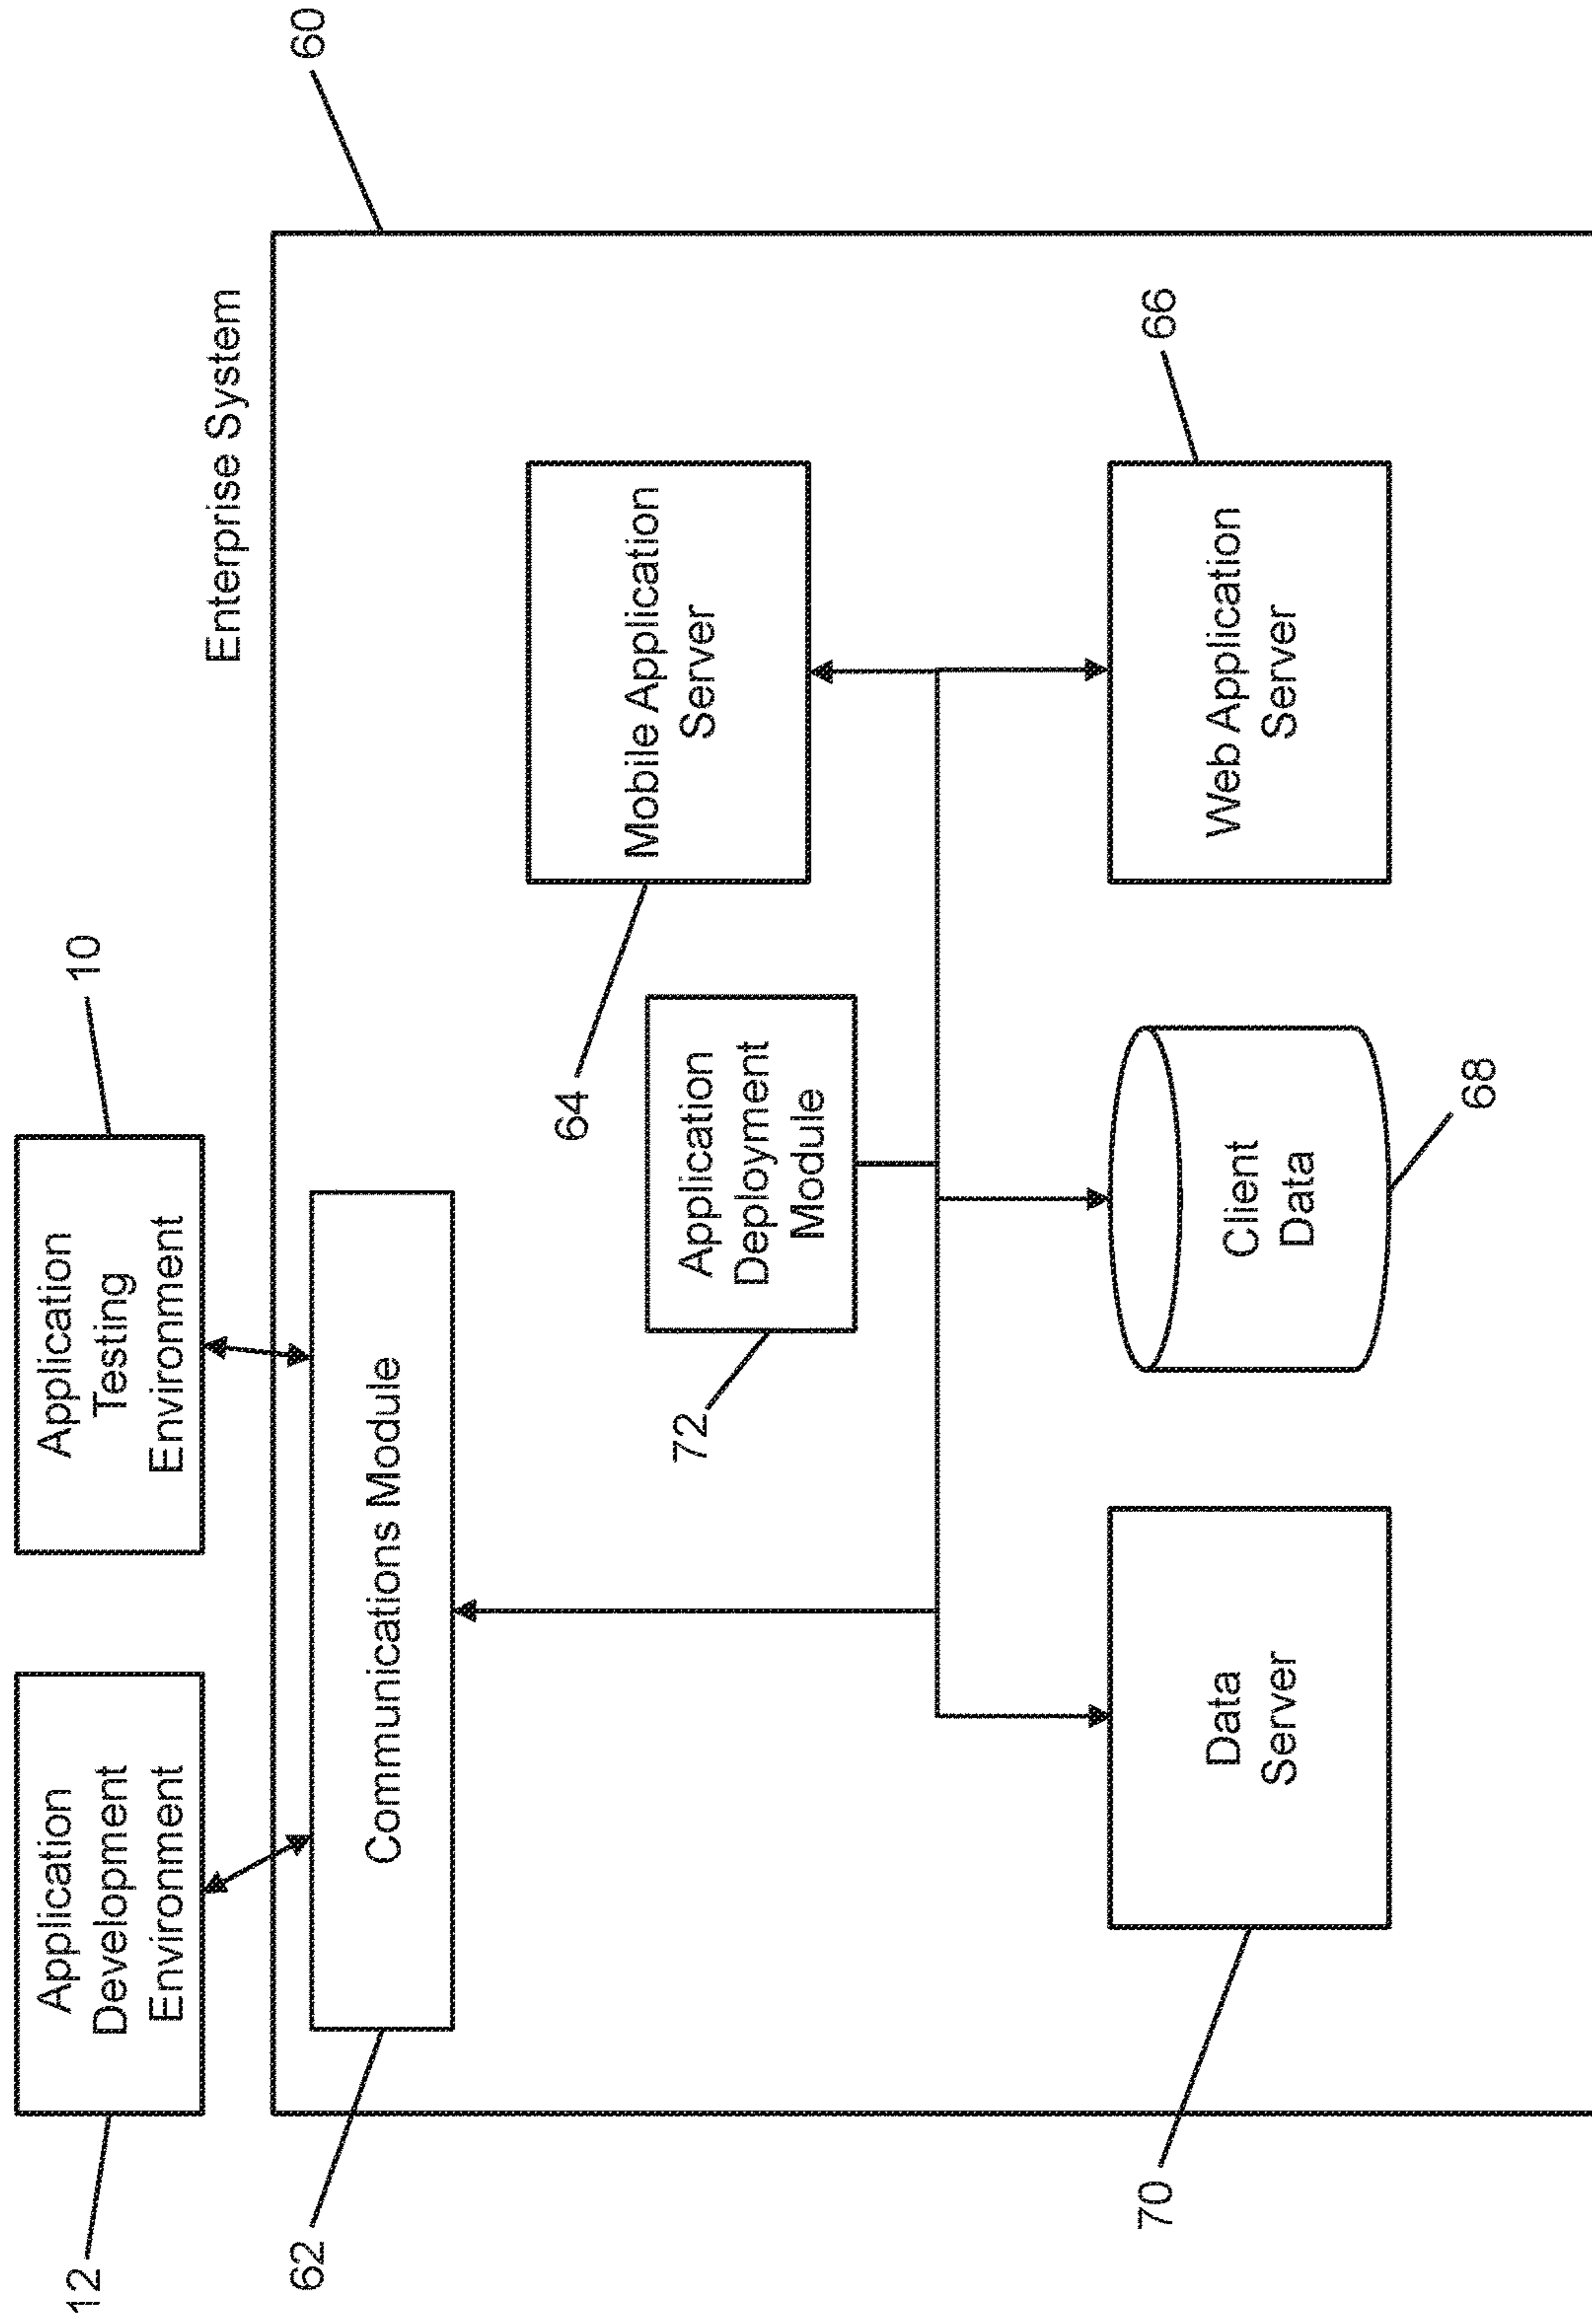 12
Application
Development
Environment
Application
Testing
Environment
10
Enterprise System
60
62
Communications Module
72
Application
Deployment
Module
64
Mobile Application
Server
70
Data
Server
Client
Data
68
Web Application
Server
66